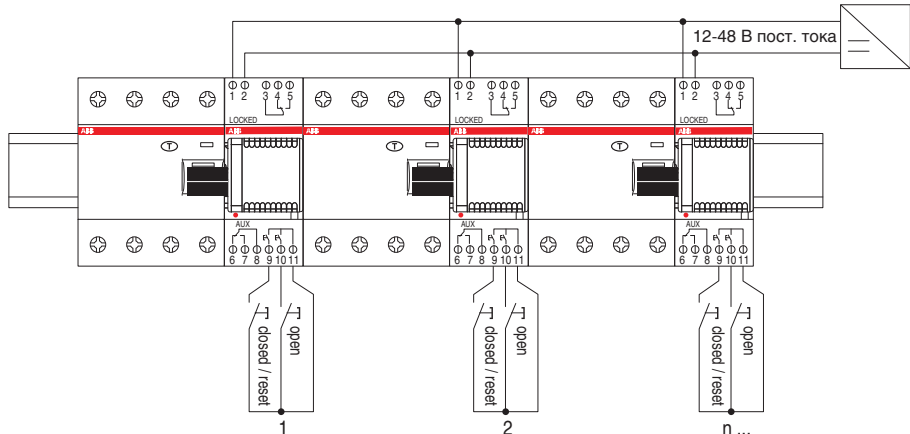 12-48 В пост. тока
1 2 3 4 5
1 2 3 4 5
1 2 3 4 5
LOCKED
LOCKED
LOCKED
ABB ABB
ABB ABB
ABB ABB
T
T
T
AUX
AUX
AUX
6 7 8 9 10 11
6 7 8 9 10 11
6 7 8 9 10 11
closed / reset
open
closed / reset
open
closed / reset
open
1
2
n ...